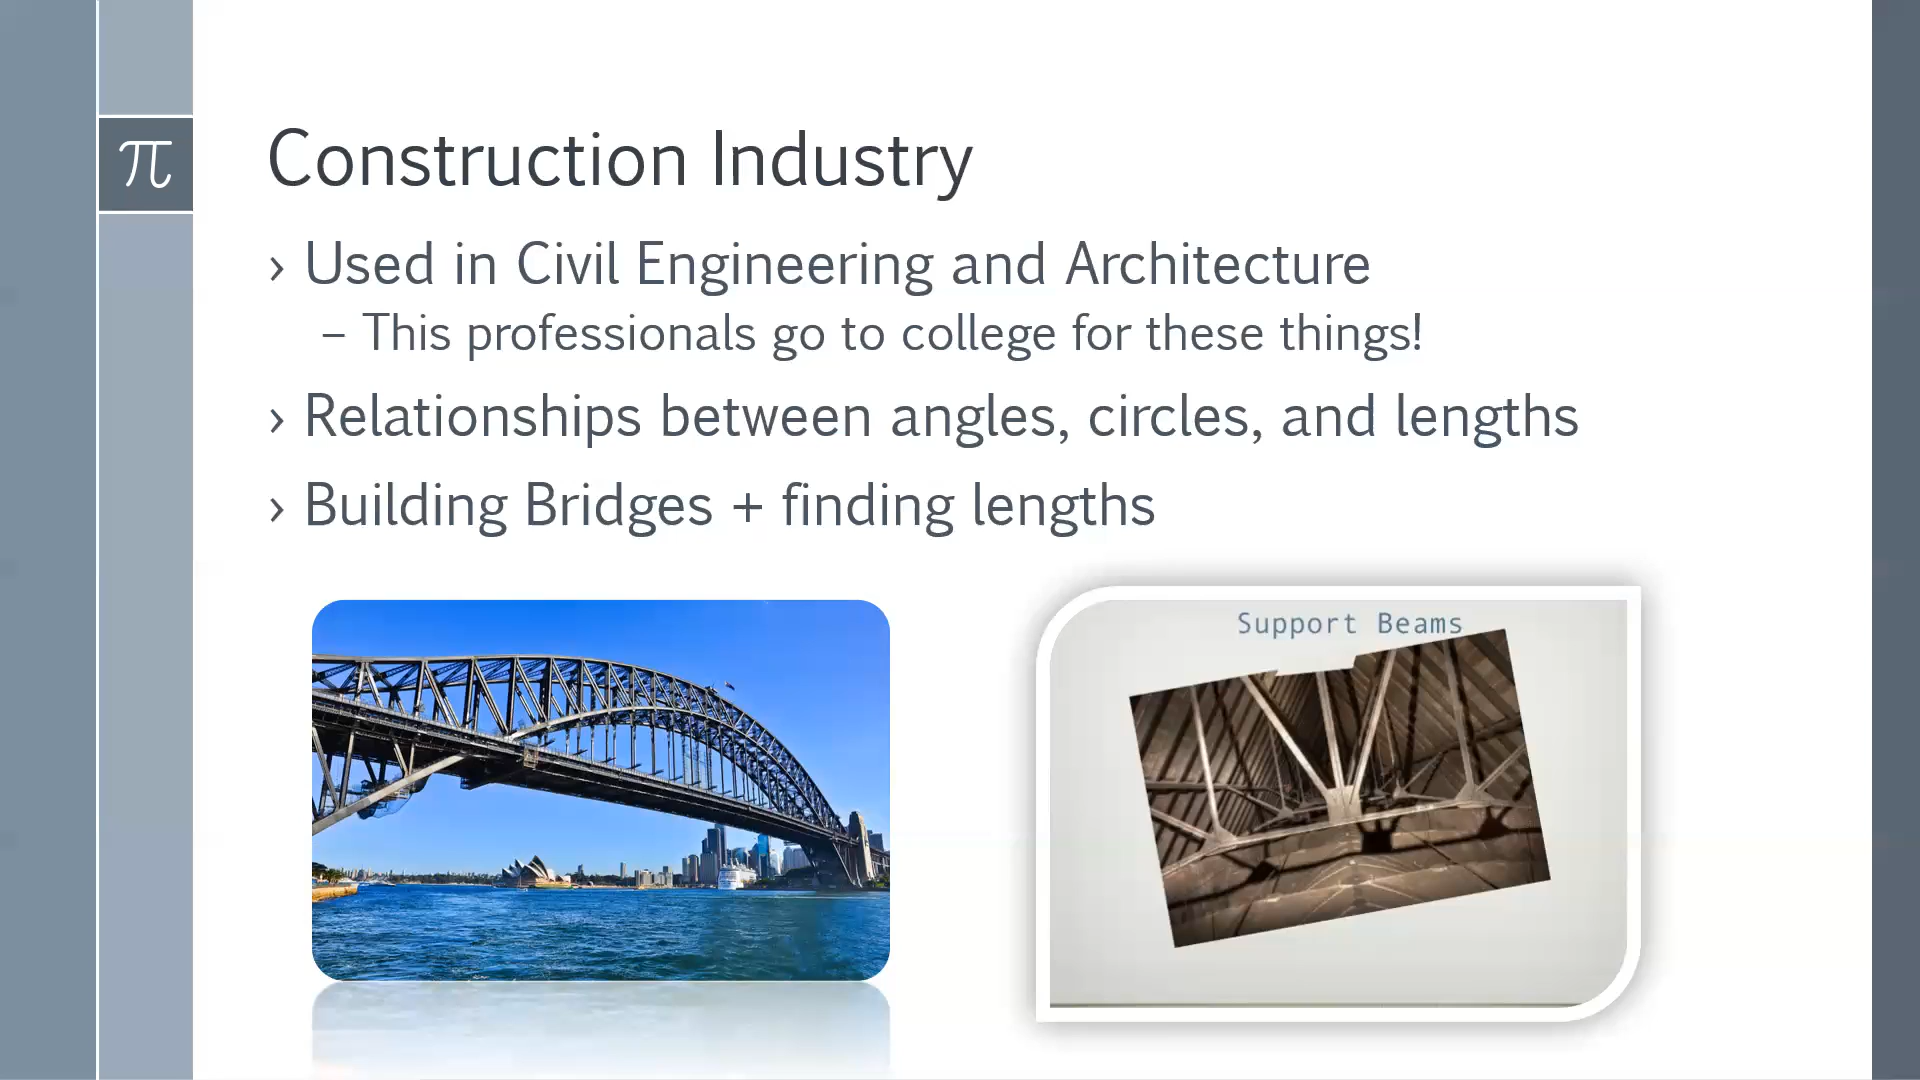 π
Construction Industry
› Used in Civil Engineering and Architecture
– This professionals go to college for these things!
› Relationships between angles, circles, and lengths
› Building Bridges + finding lengths
Support Beams